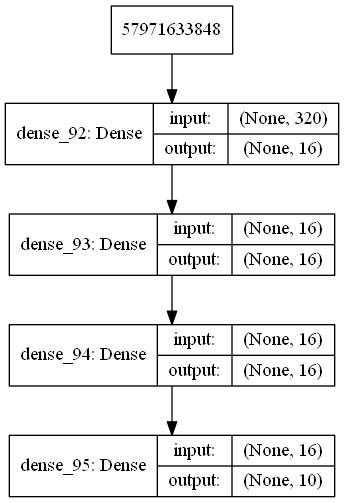 57971633848
dense_92: Dense
input: (None, 320)
output: (None, 16)
dense_93: Dense
input: (None, 16)
output: (None, 16)
dense_94: Dense
input: (None, 16)
output: (None, 16)
dense_95: Dense
input: (None, 16)
output: (None, 10)